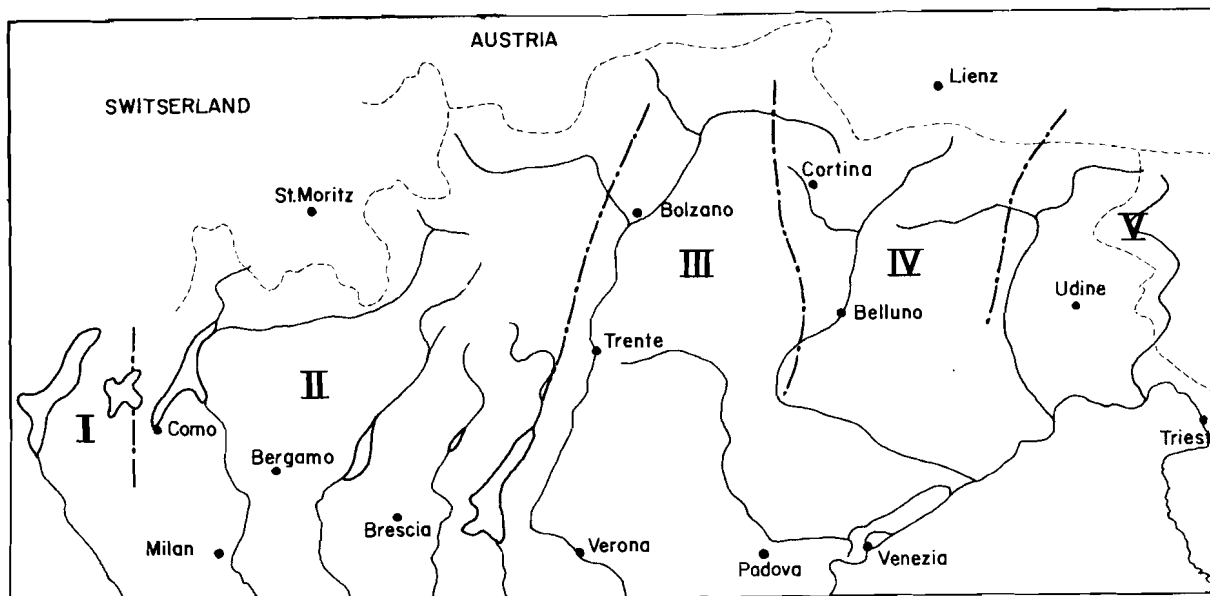 AUSTRIA
SWITSERLAND
Lienz
Cortina
St.Moritz
Bolzano
V
III
IV
Udine
Belluno
Trente
II
I
Como
Triest
Bergamo
Brescia
Milan
Verona
Padova
Venezia